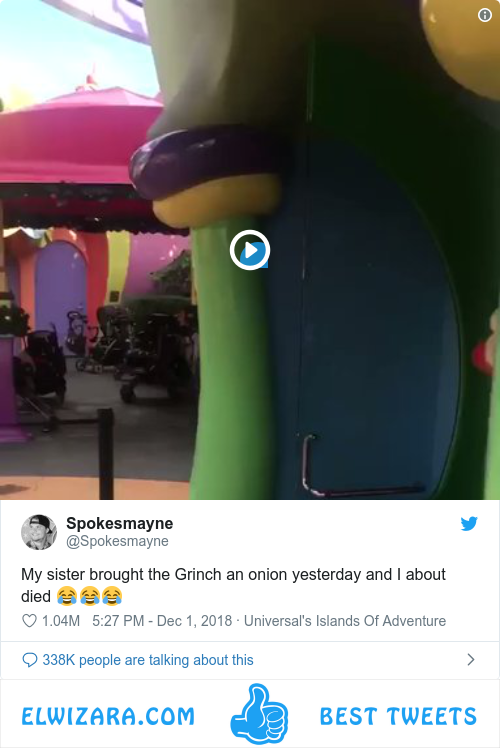 Spokesmayne
@Spokesmayne
My sister brought the Grinch an onion yesterday and I about
died 😂😂😂
1.04M 5:27 PM - Dec 1, 2018 · Universal's Islands Of Adventure
338K people are talking about this
ELWIZARA.COM BEST TWEETS